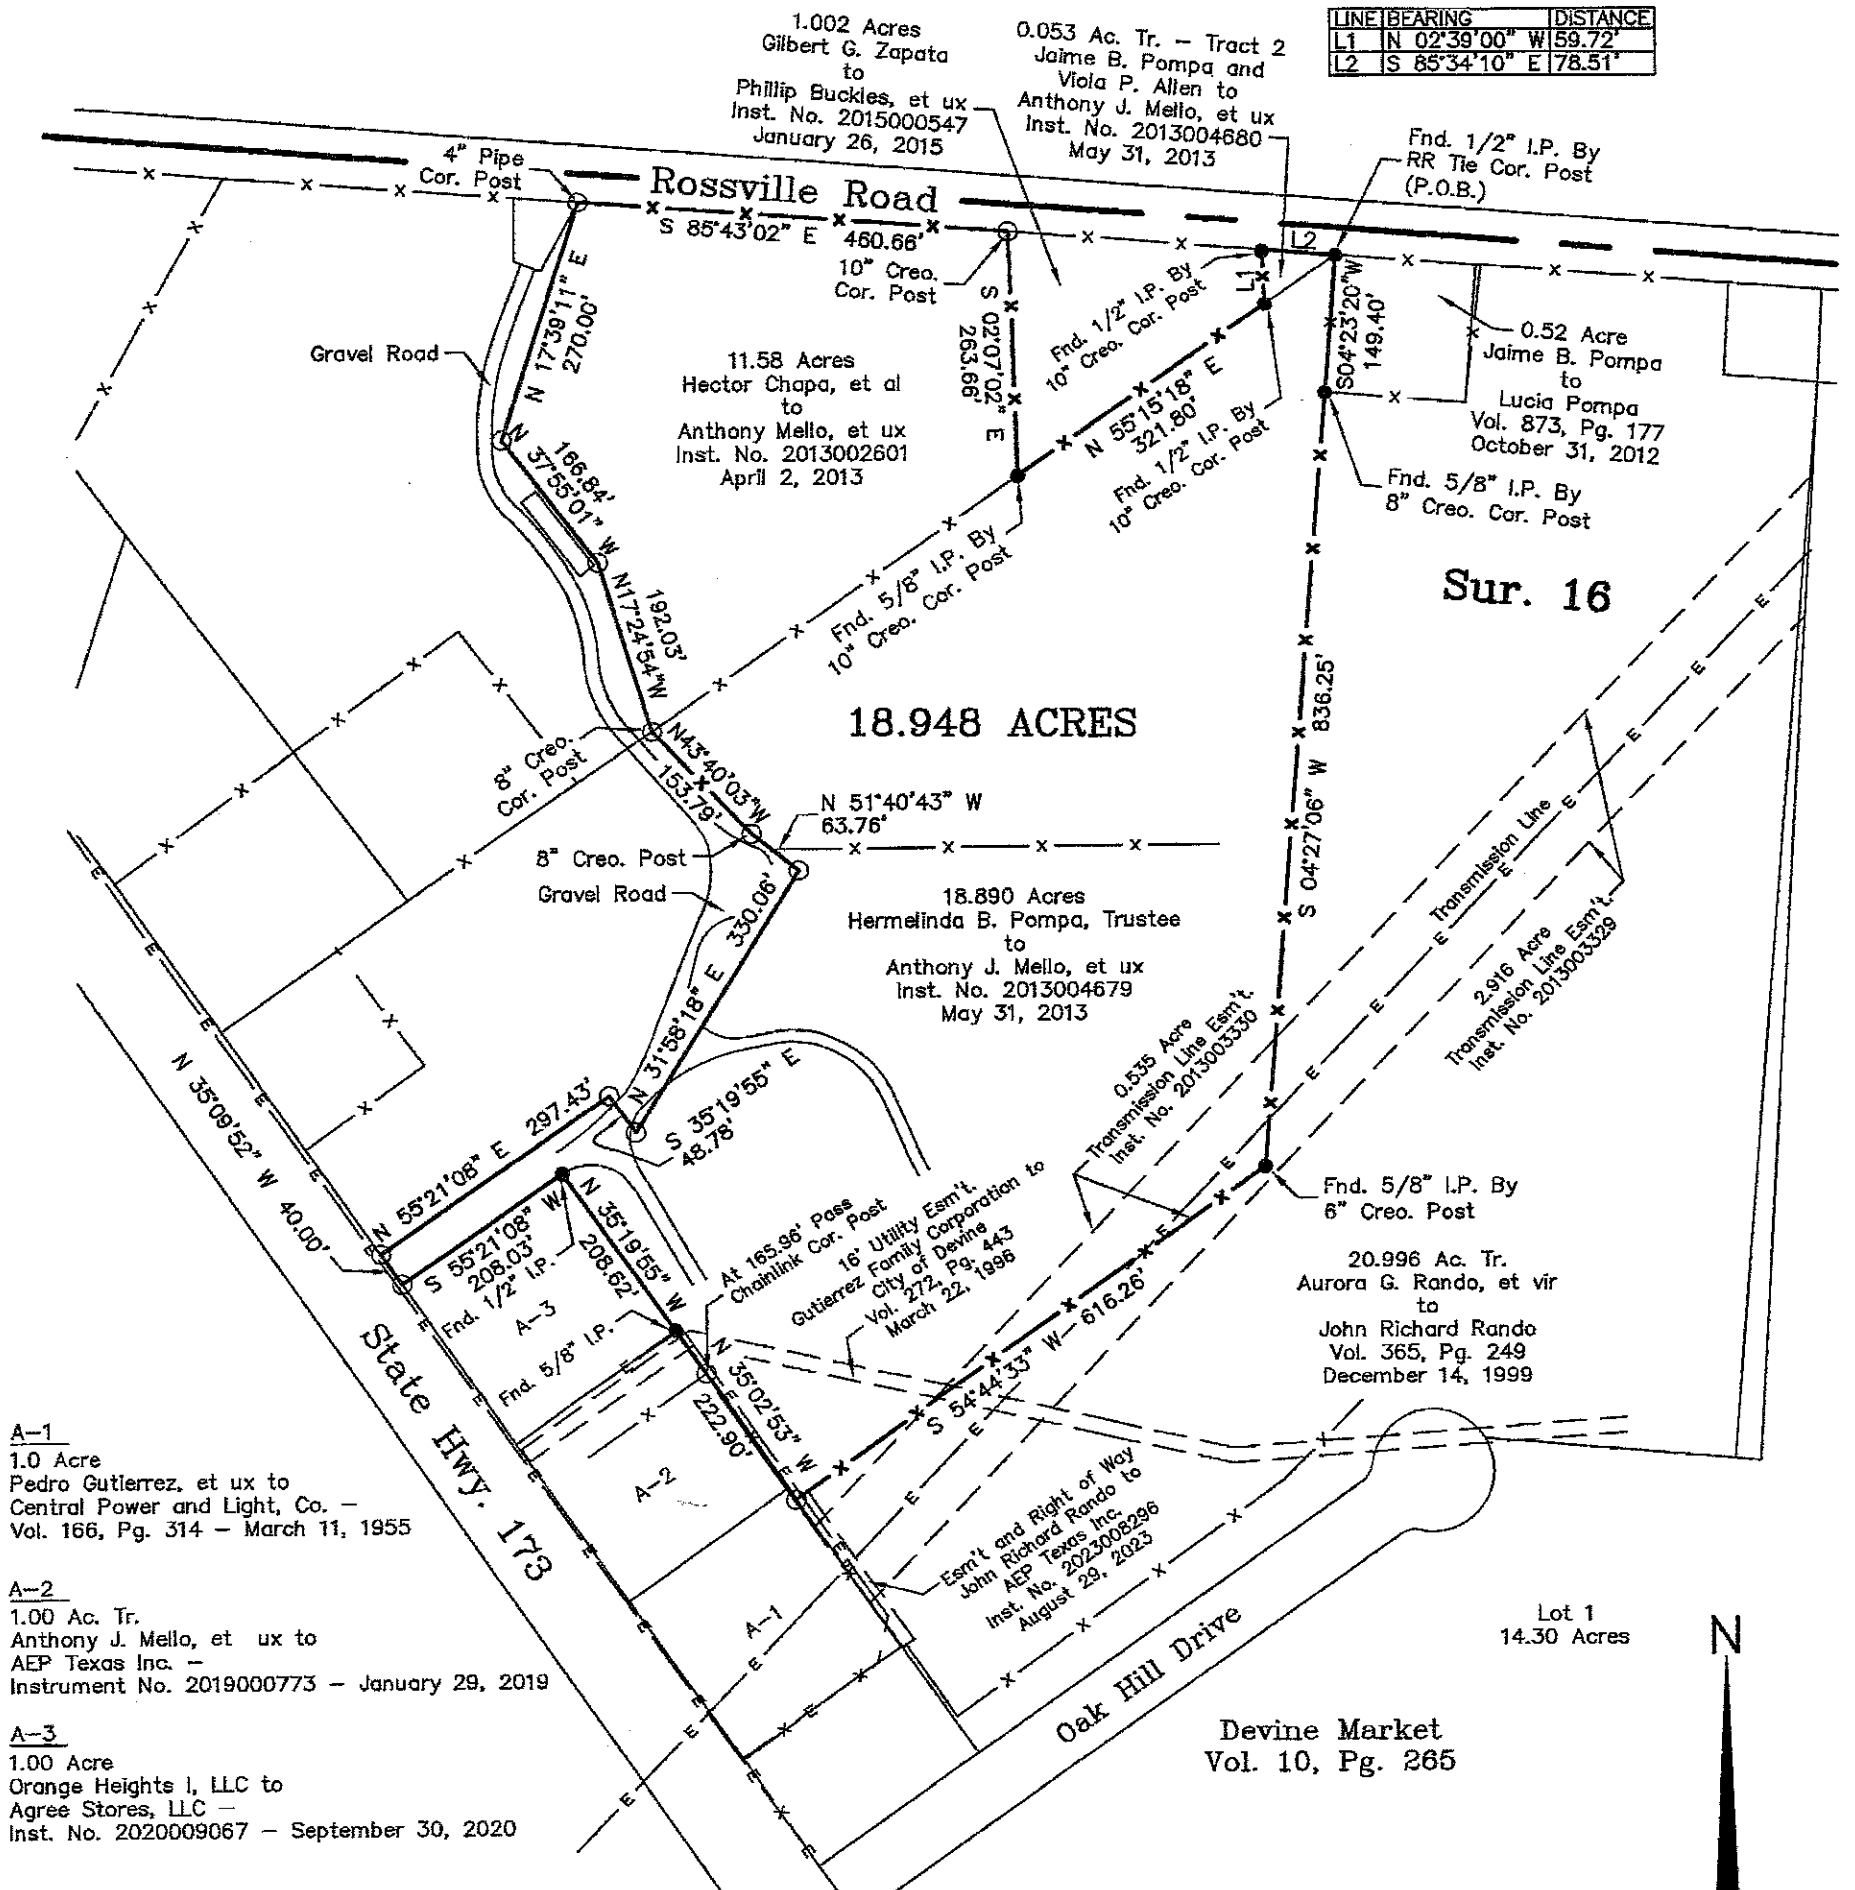 LINE BEARING DISTANCE
L1 N 02°39'00" W 59.72'
L2 S 85°34'10" E 78.51'
1.002 Acres
Gilbert G. Zapata
to
Phillip Buckles, et ux
Inst. No. 2015000547
January 26, 2015
0.053 Ac. Tr. – Tract 2
Jaime B. Pompa and
Viola P. Allen to
Anthony J. Mello, et ux
Inst. No. 2013004680
May 31, 2013
Fnd. 1/2" I.P. By
RR Tie Cor. Post
(P.O.B.)
4" Pipe
Cor. Post
Rossville Road
S 85°43'02" E 460.66'
10" Creo.
Cor. Post
L2
L1
Fnd. 1/2" I.P. By
10" Creo. Cor. Post
S04°23'20"W
149.40'
0.52 Acre
Jaime B. Pompa
to
Lucia Pompa
Vol. 873, Pg. 177
October 31, 2012
N 17°39'11" E
270.00'
Gravel Road
11.58 Acres
Hector Chapa, et al
to
Anthony Mello, et ux
Inst. No. 2013002601
April 2, 2013
S 02°07'02" E
263.66'
N 55°15'18" E
321.80'
Fnd. 1/2" I.P. By
10" Creo. Cor. Post
Fnd. 5/8" I.P. By
8" Creo. Cor. Post
166.84'
N 37°55'01" W
Fnd. 5/8" I.P. By
10" Creo. Cor. Post
Sur. 16
192.03'
N17°24'54"W
18.948 ACRES
8" Creo.
Cor. Post
N43°40'03"W
153.79'
N 51°40'43" W
63.76'
S 04°27'06" W 836.25'
8" Creo. Post
Gravel Road
18.890 Acres
Hermelinda B. Pompa, Trustee
to
Anthony J. Mello, et ux
Inst. No. 2013004679
May 31, 2013
Transmission Line
2.916 Acre
Transmission Line Esm't.
Inst. No. 2013003329
N 31°58'18" E 330.06'
0.535 Acre
Transmission Line Esm't.
Inst. No. 2013003330
N 35°09'52" W 40.00'
N 55°21'08" E 297.43'
S 35°19'55" E
48.78'
S 55°21'08" W
208.03'
Fnd. 1/2" I.P.
N 35°19'55" W
208.62'
At 165.96' Pass
Chainlink Cor. Post
16' Utility Esm't.
Gutierrez Family Corporation to
City of Devine
Vol. 272, Pg. 443
March 22, 1996
Fnd. 5/8" I.P. By
6" Creo. Post
20.996 Ac. Tr.
Aurora G. Rando, et vir
to
John Richard Rando
Vol. 365, Pg. 249
December 14, 1999
A-3
Fnd. 5/8" I.P.
State Hwy. 173
N 35°02'53" W
222.90'
S 54°44'33" W 616.26'
A-2
A-1
Esm't and Right of Way
John Richard Rando to
AEP Texas Inc.
Inst. No. 2023008296
August 29, 2023
Oak Hill Drive
Lot 1
14.30 Acres
N
Devine Market
Vol. 10, Pg. 265
A-1
1.0 Acre
Pedro Gutierrez, et ux to
Central Power and Light, Co. –
Vol. 166, Pg. 314 – March 11, 1955
A-2
1.00 Ac. Tr.
Anthony J. Mello, et ux to
AEP Texas Inc. –
Instrument No. 2019000773 – January 29, 2019
A-3
1.00 Acre
Orange Heights I, LLC to
Agree Stores, LLC –
Inst. No. 2020009067 – September 30, 2020